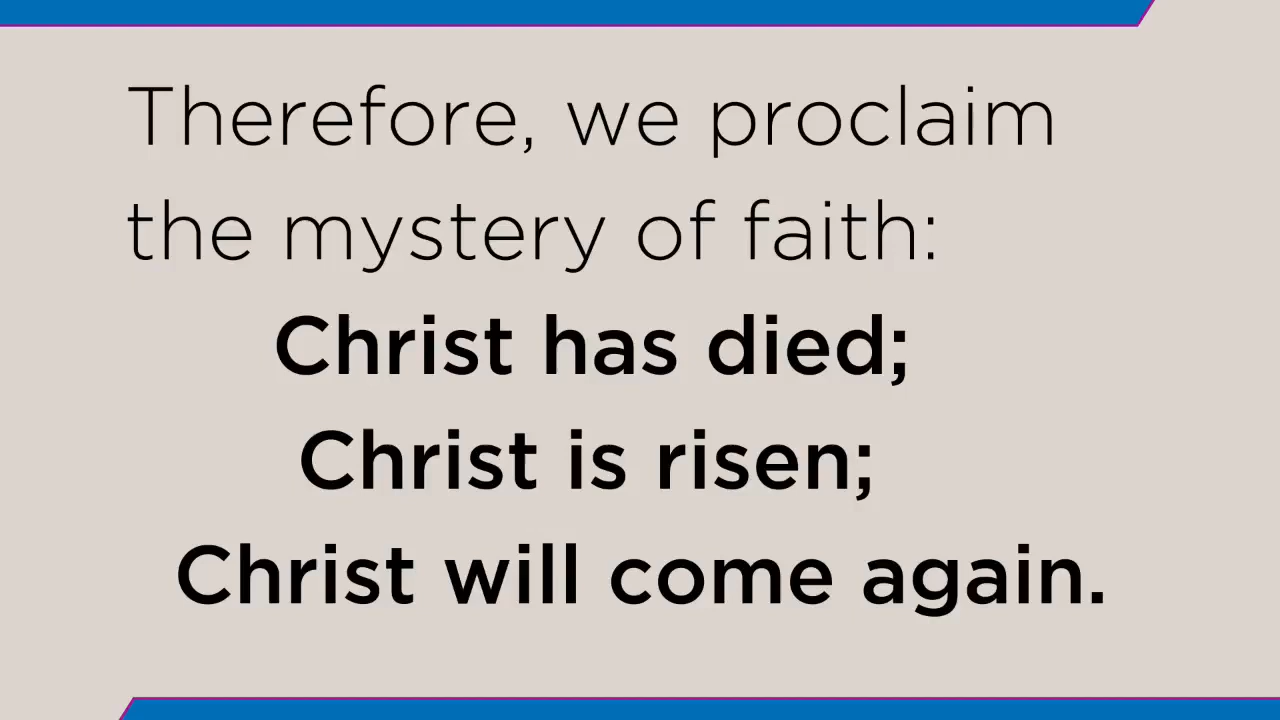 Therefore, we proclaim
the mystery of faith:
Christ has died;
Christ is risen;
Christ will come again.